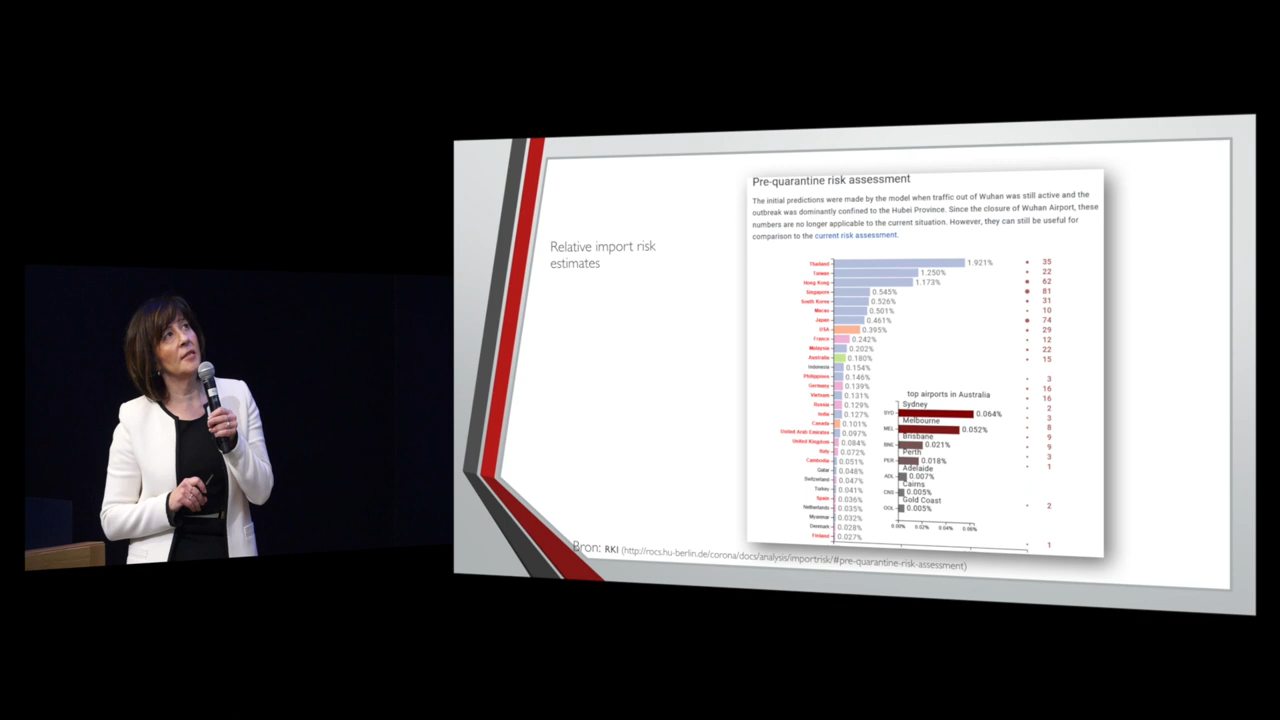 Relative import risk
estimates
Pre-quarantine risk assessment
The initial predictions were made by the model when traffic out of Wuhan was still active and the
outbreak was dominantly confined to the Hubei Province. Since the closure of Wuhan Airport, these
numbers are no longer applicable to the current situation. However, they can still be useful for
comparison to the current risk assessment.
Thailand 1.921% 35
Taiwan 1.250% 22
Hong Kong 1.173% 62
Singapore 0.545% 81
South Korea 0.526% 31
Macau 0.501% 10
Japan 0.461% 74
USA 0.395% 29
France 0.242% 12
Malaysia 0.202% 22
Australia 0.180% 15
Indonesia 0.154%
Philippines 0.146% 3
Germany 0.139% 16
Vietnam 0.131% 16
Russia 0.129% 2
India 0.127% 3
Canada 0.101% 8
United Arab Emirates 0.097% 9
United Kingdom 0.084% 9
Italy 0.072% 3
Cambodia 0.051% 1
Qatar 0.048%
Switzerland 0.047%
Turkey 0.041%
Spain 0.036% 2
Netherlands 0.035%
Myanmar 0.032%
Denmark 0.028%
Finland 0.027% 1
top airports in Australia
Sydney
SYD 0.064%
Melbourne
MEL 0.052%
Brisbane
BNE 0.021%
Perth
PER 0.018%
Adelaide
ADL 0.007%
Cairns
CNS 0.005%
Gold Coast
OOL 0.005%
0.00% 0.02% 0.04% 0.06%
Bron: RKI (http://rocs.hu-berlin.de/corona/docs/analysis/importrisk/#pre-quarantine-risk-assessment)